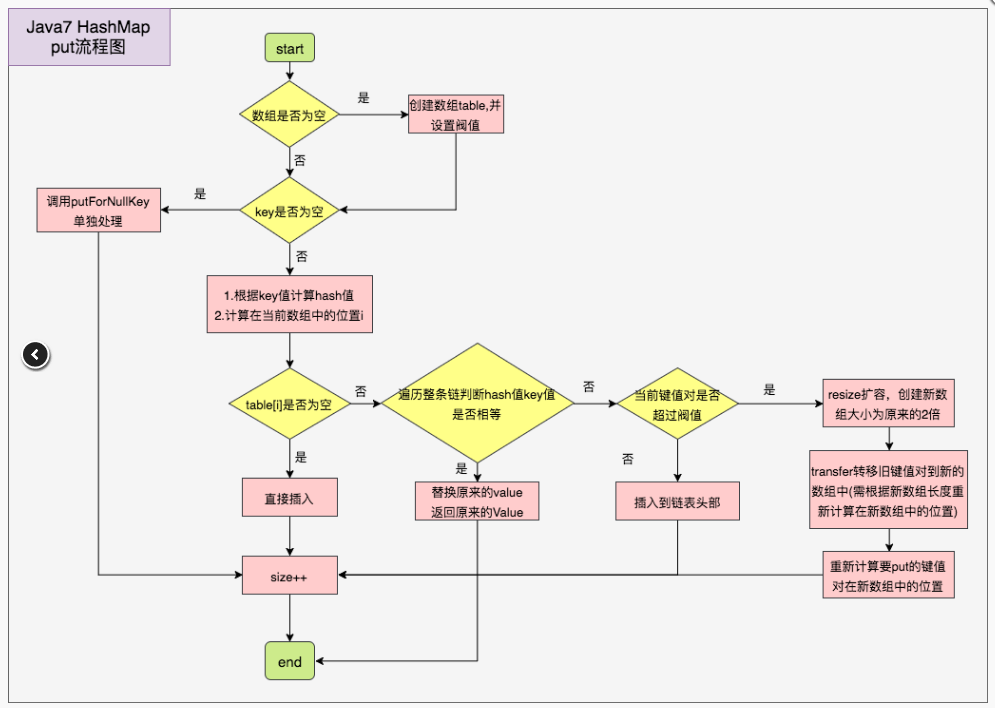 Java7 HashMap
put流程图
start
数组是否为空
是
创建数组table,并
设置阀值
否
key是否为空
是
调用putForNullKey
单独处理
否
1.根据key值计算hash值
2.计算在当前数组中的位置i
table[i]是否为空
否
遍历整条链判断hash值key值
是否相等
否
当前键值对是否
超过阀值
是
resize扩容，创建新数
组大小为原来的2倍
是
直接插入
是
替换原来的value
返回原来的Value
否
插入到链表头部
transfer转移旧键值对到新的
数组中(需根据新数组长度重
新计算在新数组中的位置)
size++
重新计算要put的键值
对在新数组中的位置
end